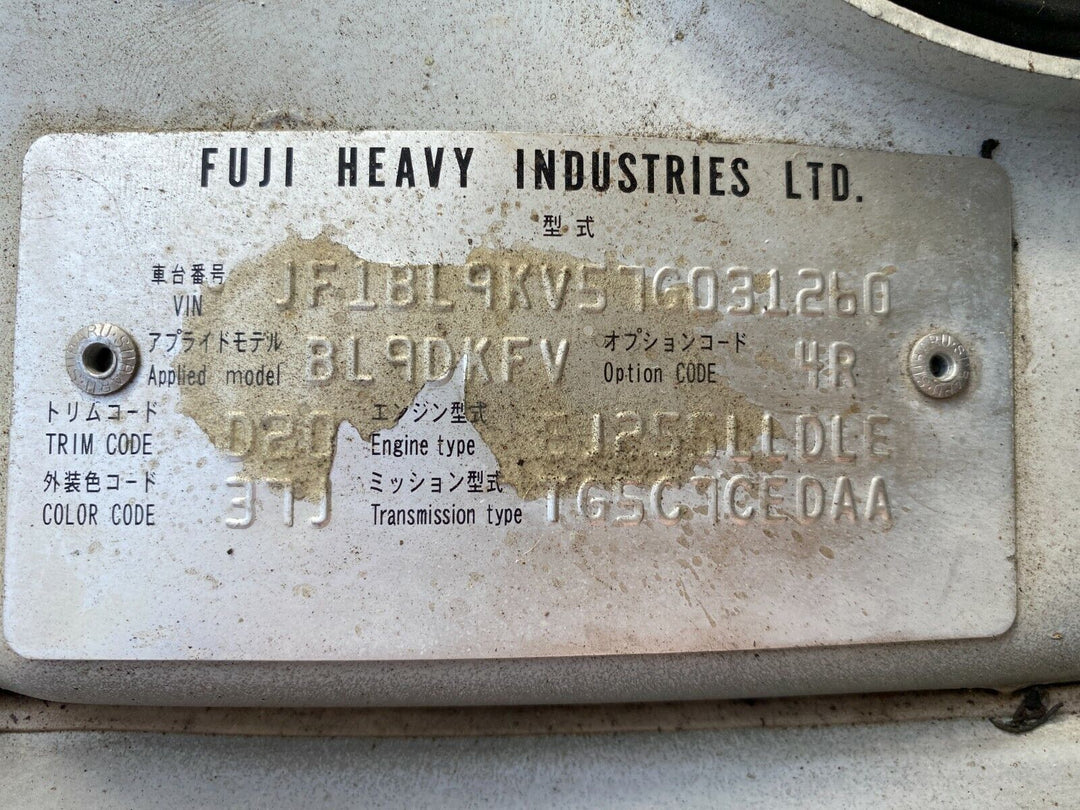 FUJI HEAVY INDUSTRIES LTD.
型式
車台番号
VIN JF1BL9KV57G031260
アプライドモデル
Applied model BL9DKFV
オプションコード
Option CODE 4R
トリムコード
TRIM CODE D20
エンジン型式
Engine type
外装色コード
COLOR CODE 37J
ミッション型式
Transmission type TG5C7CEDAA